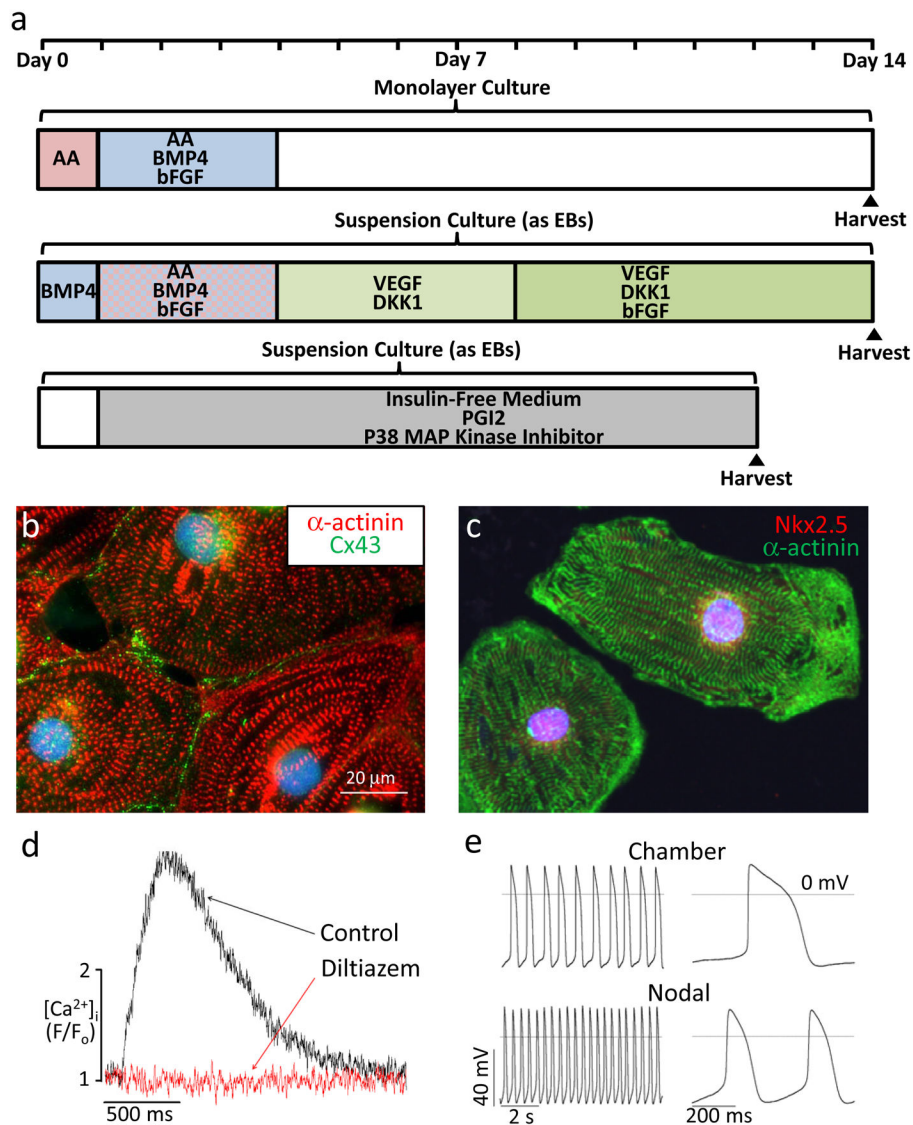 a
Day 0
Day 7
Day 14
Monolayer Culture
AA
AA
BMP4
bFGF
Harvest
Suspension Culture (as EBs)
BMP4
AA
BMP4
bFGF
VEGF
DKK1
VEGF
DKK1
bFGF
Harvest
Suspension Culture (as EBs)
Insulin-Free Medium
PGI2
P38 MAP Kinase Inhibitor
Harvest
b
α-actinin
Cx43
20 μm
c
Nkx2.5
α-actinin
d
Control
Diltiazem
2
[Ca²⁺]ᵢ
(F/Fₒ)
1
500 ms
e
Chamber
0 mV
Nodal
40 mV
2 s
200 ms